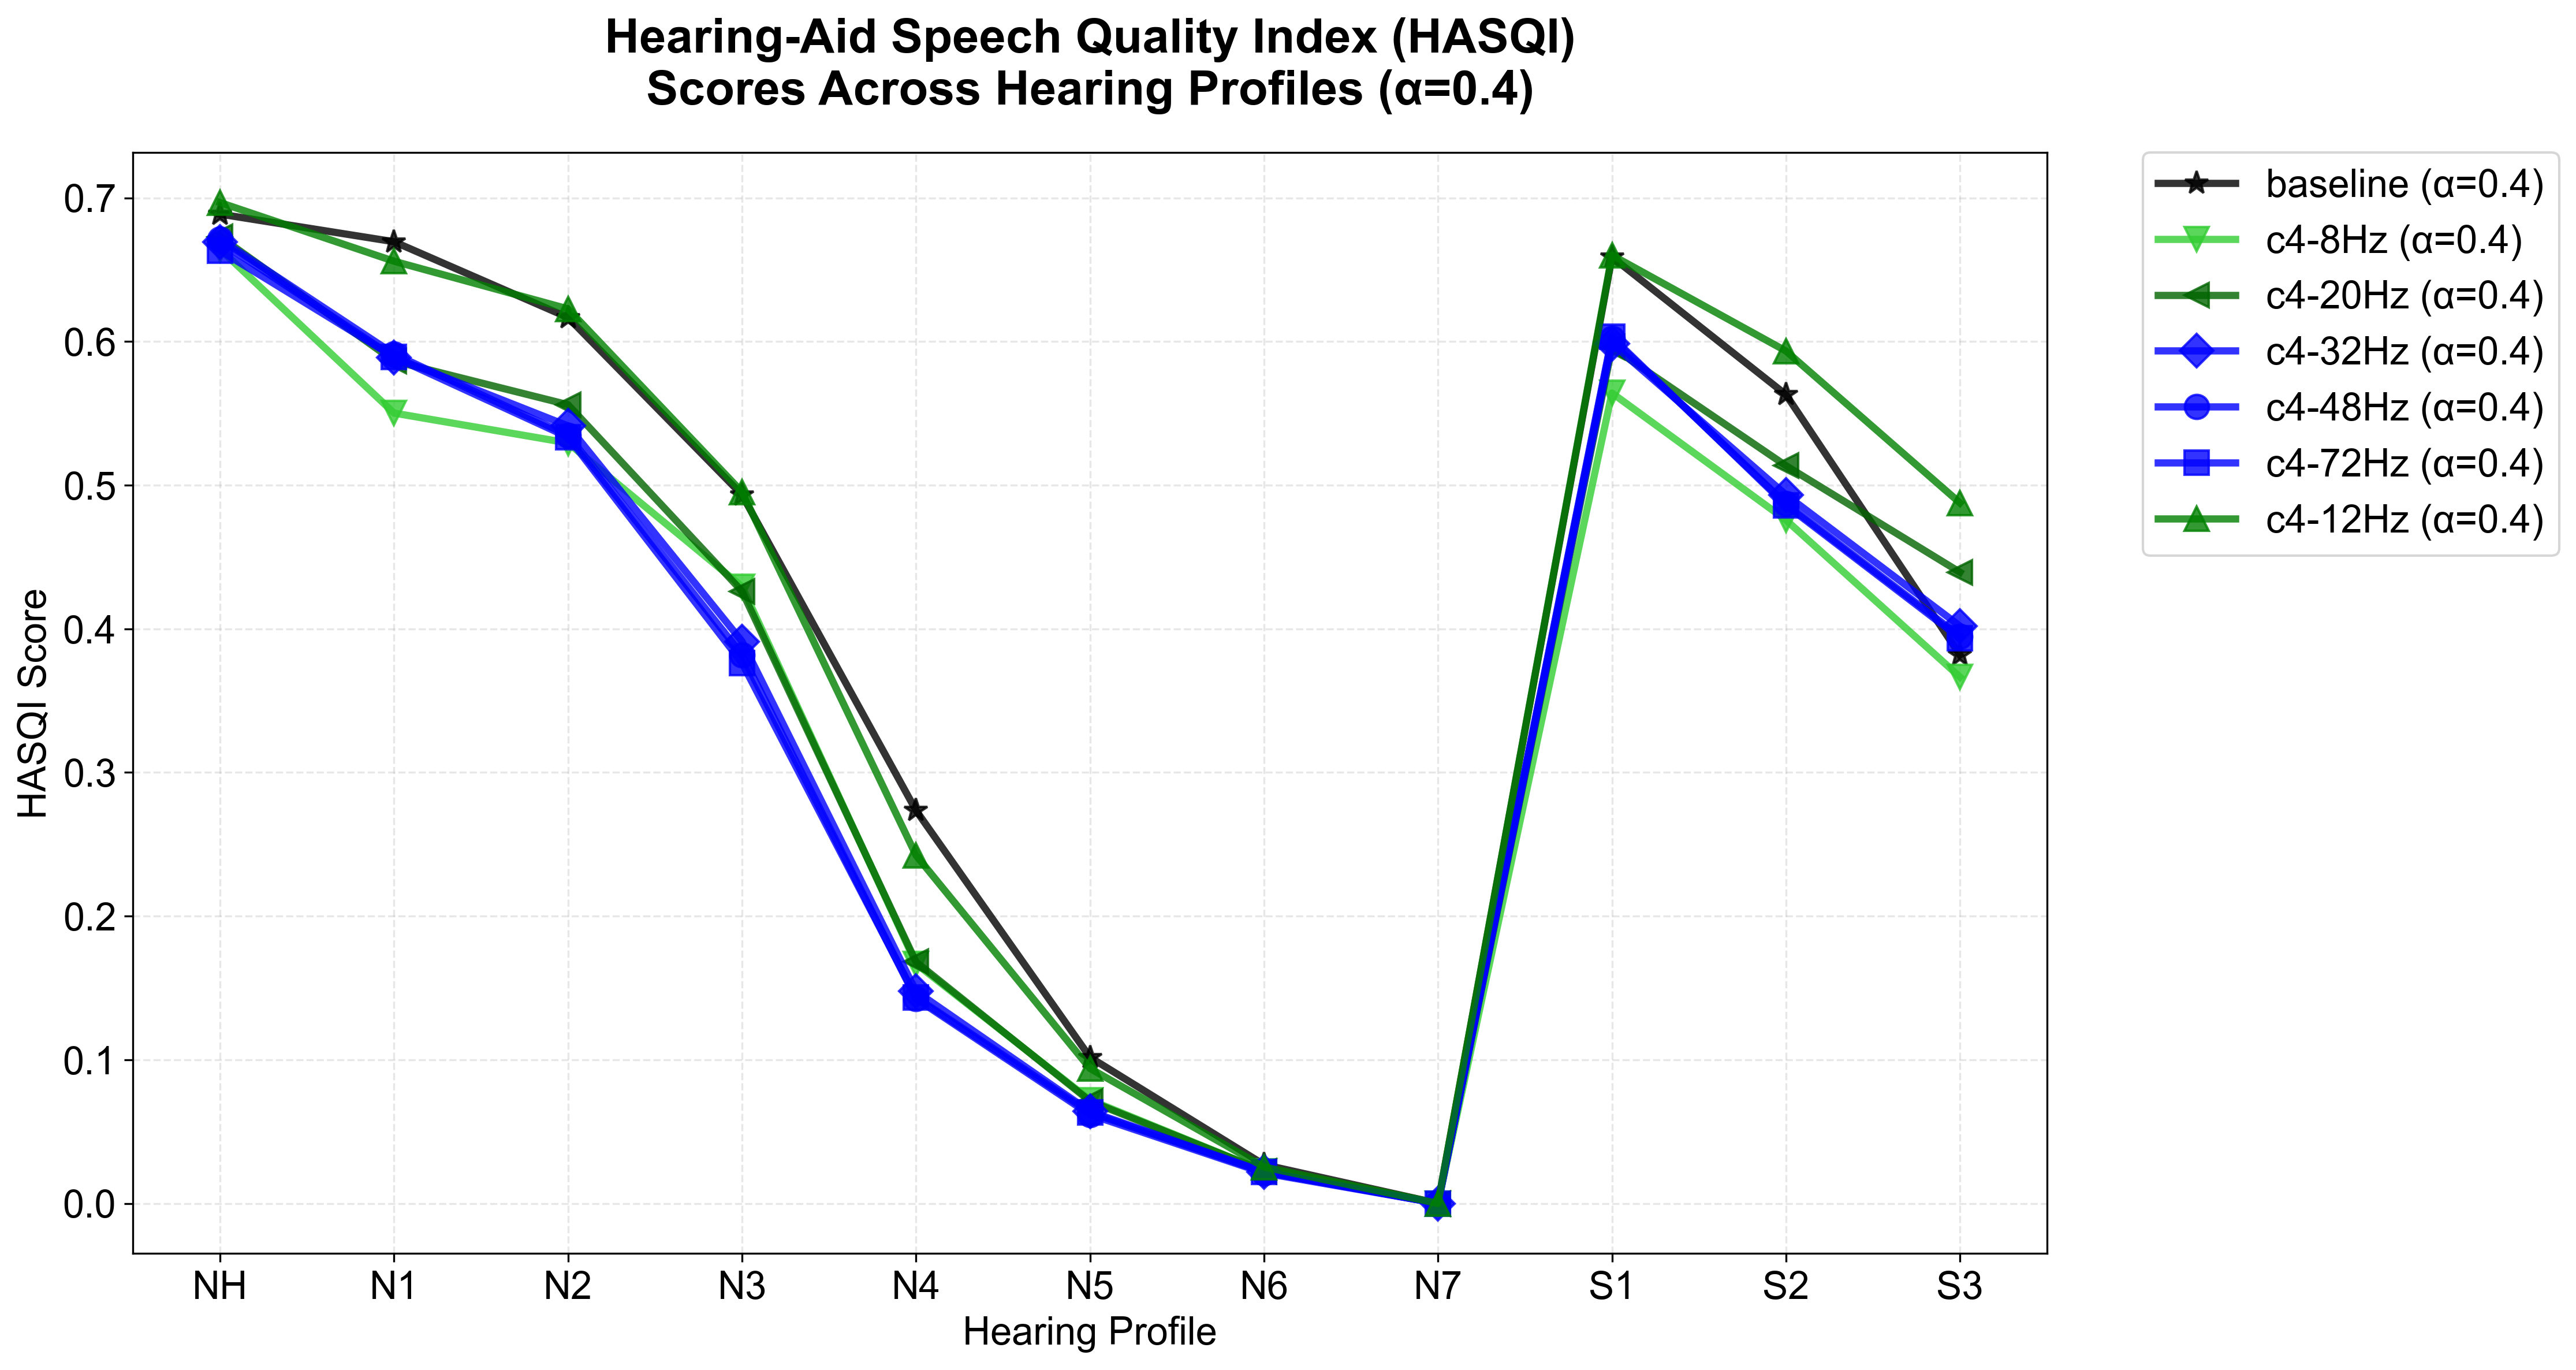 Hearing-Aid Speech Quality Index (HASQI)
Scores Across Hearing Profiles (α=0.4)
baseline (α=0.4)
c4-8Hz (α=0.4)
c4-20Hz (α=0.4)
c4-32Hz (α=0.4)
c4-48Hz (α=0.4)
c4-72Hz (α=0.4)
c4-12Hz (α=0.4)
HASQI Score
0.7
0.6
0.5
0.4
0.3
0.2
0.1
0.0
NH N1 N2 N3 N4 N5 N6 N7 S1 S2 S3
Hearing Profile